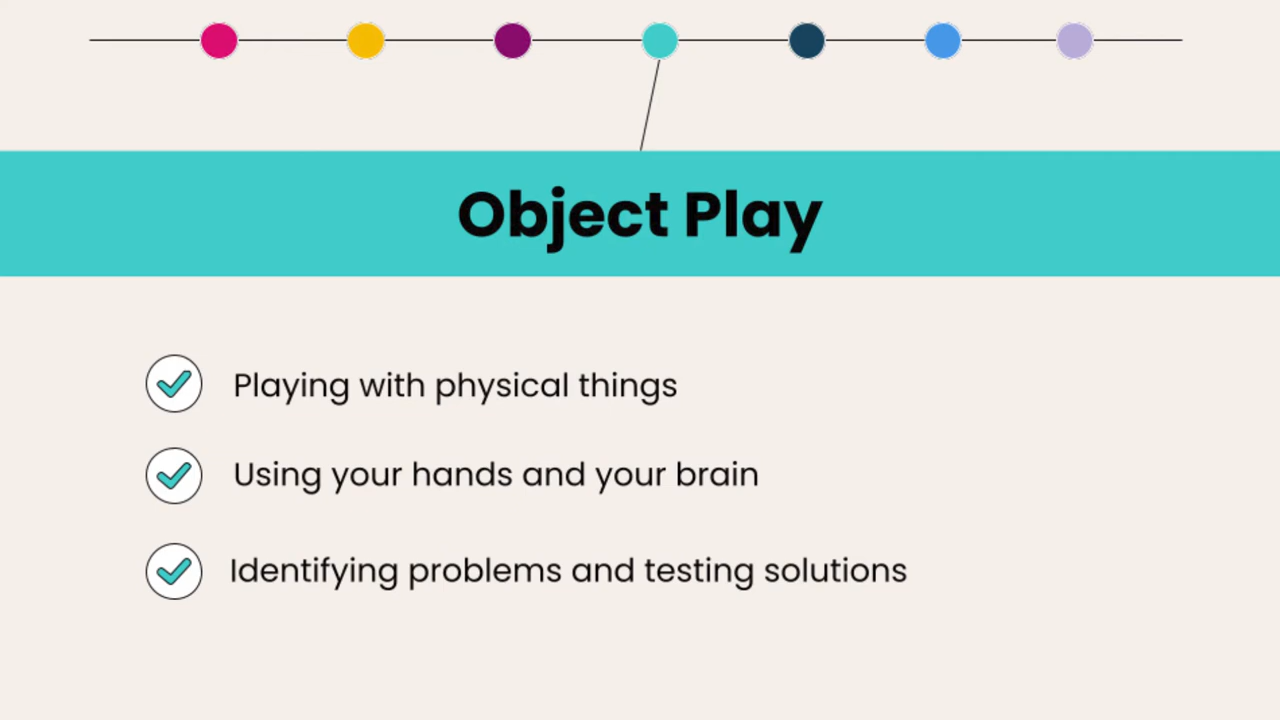 Object Play
Playing with physical things
Using your hands and your brain
Identifying problems and testing solutions